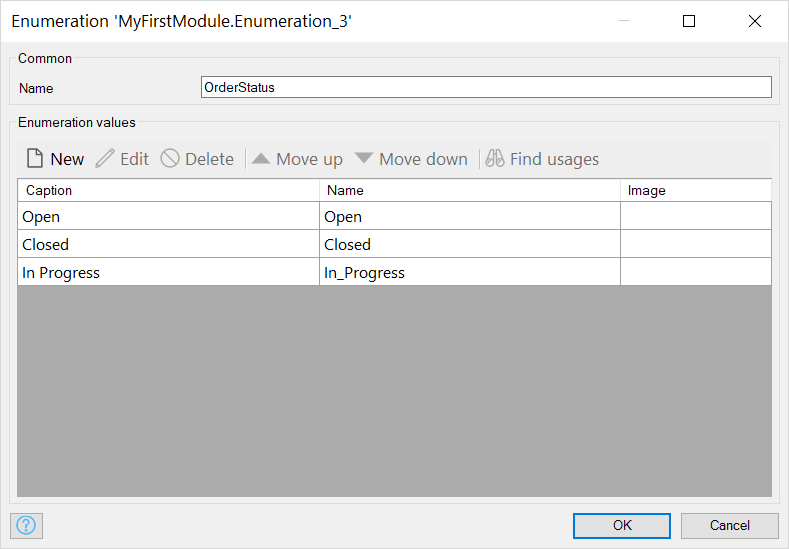 Enumeration 'MyFirstModule.Enumeration_3'
Common
Name OrderStatus
Enumeration values
New Edit Delete Move up Move down Find usages
Caption Name Image
Open Open
Closed Closed
In Progress In_Progress
? OK Cancel